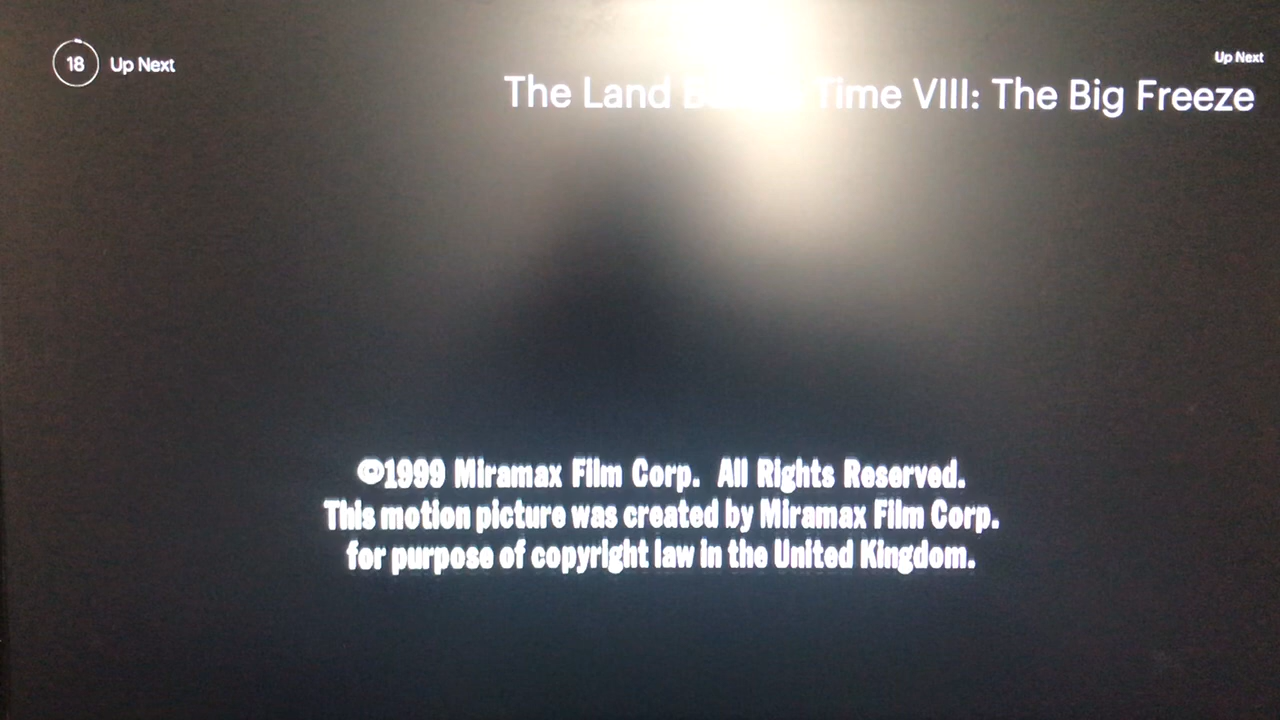 18 Up Next
Up Next
The Land Time VIII: The Big Freeze
©1999 Miramax Film Corp. All Rights Reserved.
This motion picture was created by Miramax Film Corp.
for purpose of copyright law in the United Kingdom.